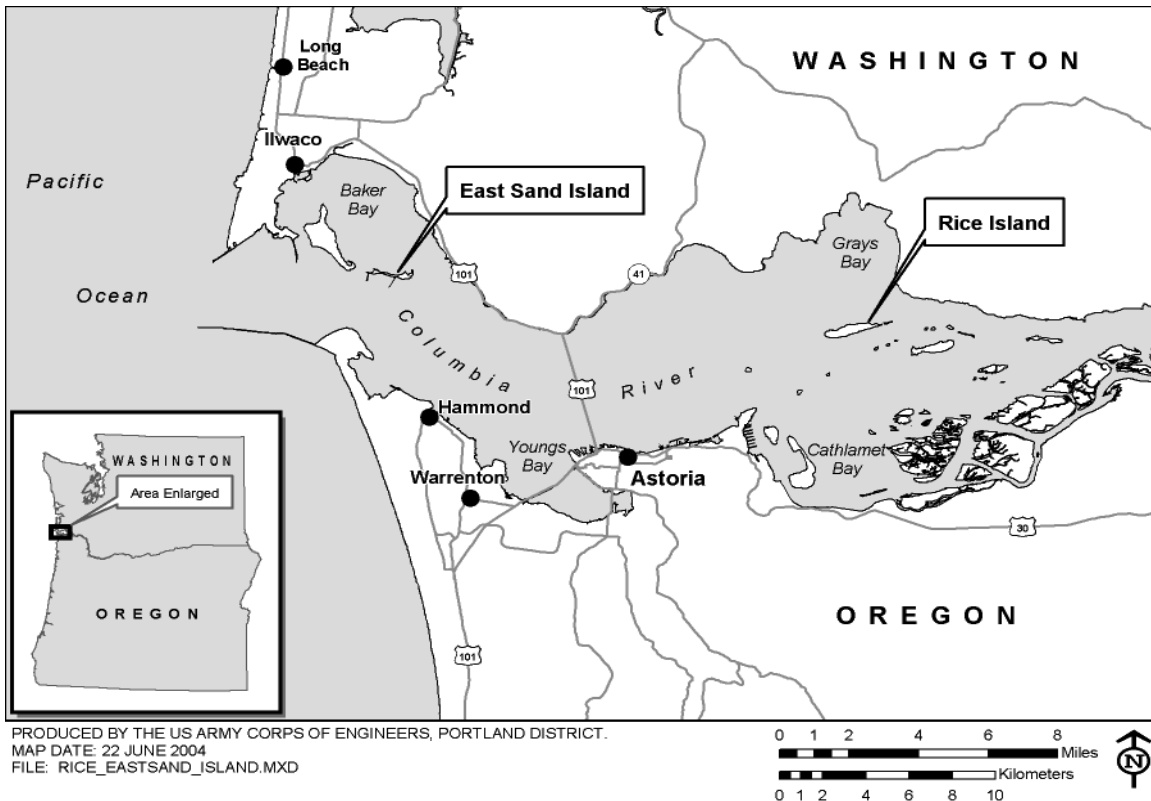 Long
Beach
WASHINGTON
Ilwaco
Pacific
Baker
Bay
East Sand Island
Rice Island
Grays
Bay
101
41
Ocean
Columbia
River
101
Hammond
Youngs
Bay
Astoria
Cathlamet
Bay
Warrenton
30
WASHINGTON
Area Enlarged
OREGON
OREGON
101
PRODUCED BY THE US ARMY CORPS OF ENGINEERS, PORTLAND DISTRICT.
MAP DATE: 22 JUNE 2004
FILE: RICE_EASTSAND_ISLAND.MXD
0 1 2 4 6 8
Miles
Kilometers
0 1 2 4 6 8 10
N